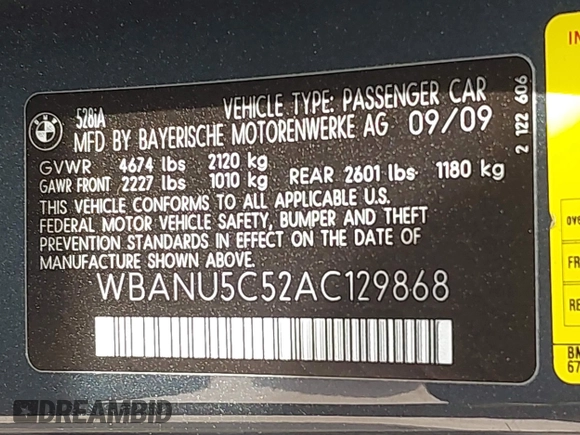 BMW
528iA
VEHICLE TYPE: PASSENGER CAR
MFD BY BAYERISCHE MOTORENWERKE AG 09/09
GVWR 4674 lbs 2120 kg
GAWR FRONT 2227 lbs 1010 kg REAR 2601 lbs 1180 kg
THIS VEHICLE CONFORMS TO ALL APPLICABLE U.S.
FEDERAL MOTOR VEHICLE SAFETY, BUMPER AND THEFT
PREVENTION STANDARDS IN EFFECT ON THE DATE OF
MANUFACTURE SHOWN ABOVE.
WBANU5C52AC129868
2 122 606
DREAMBID